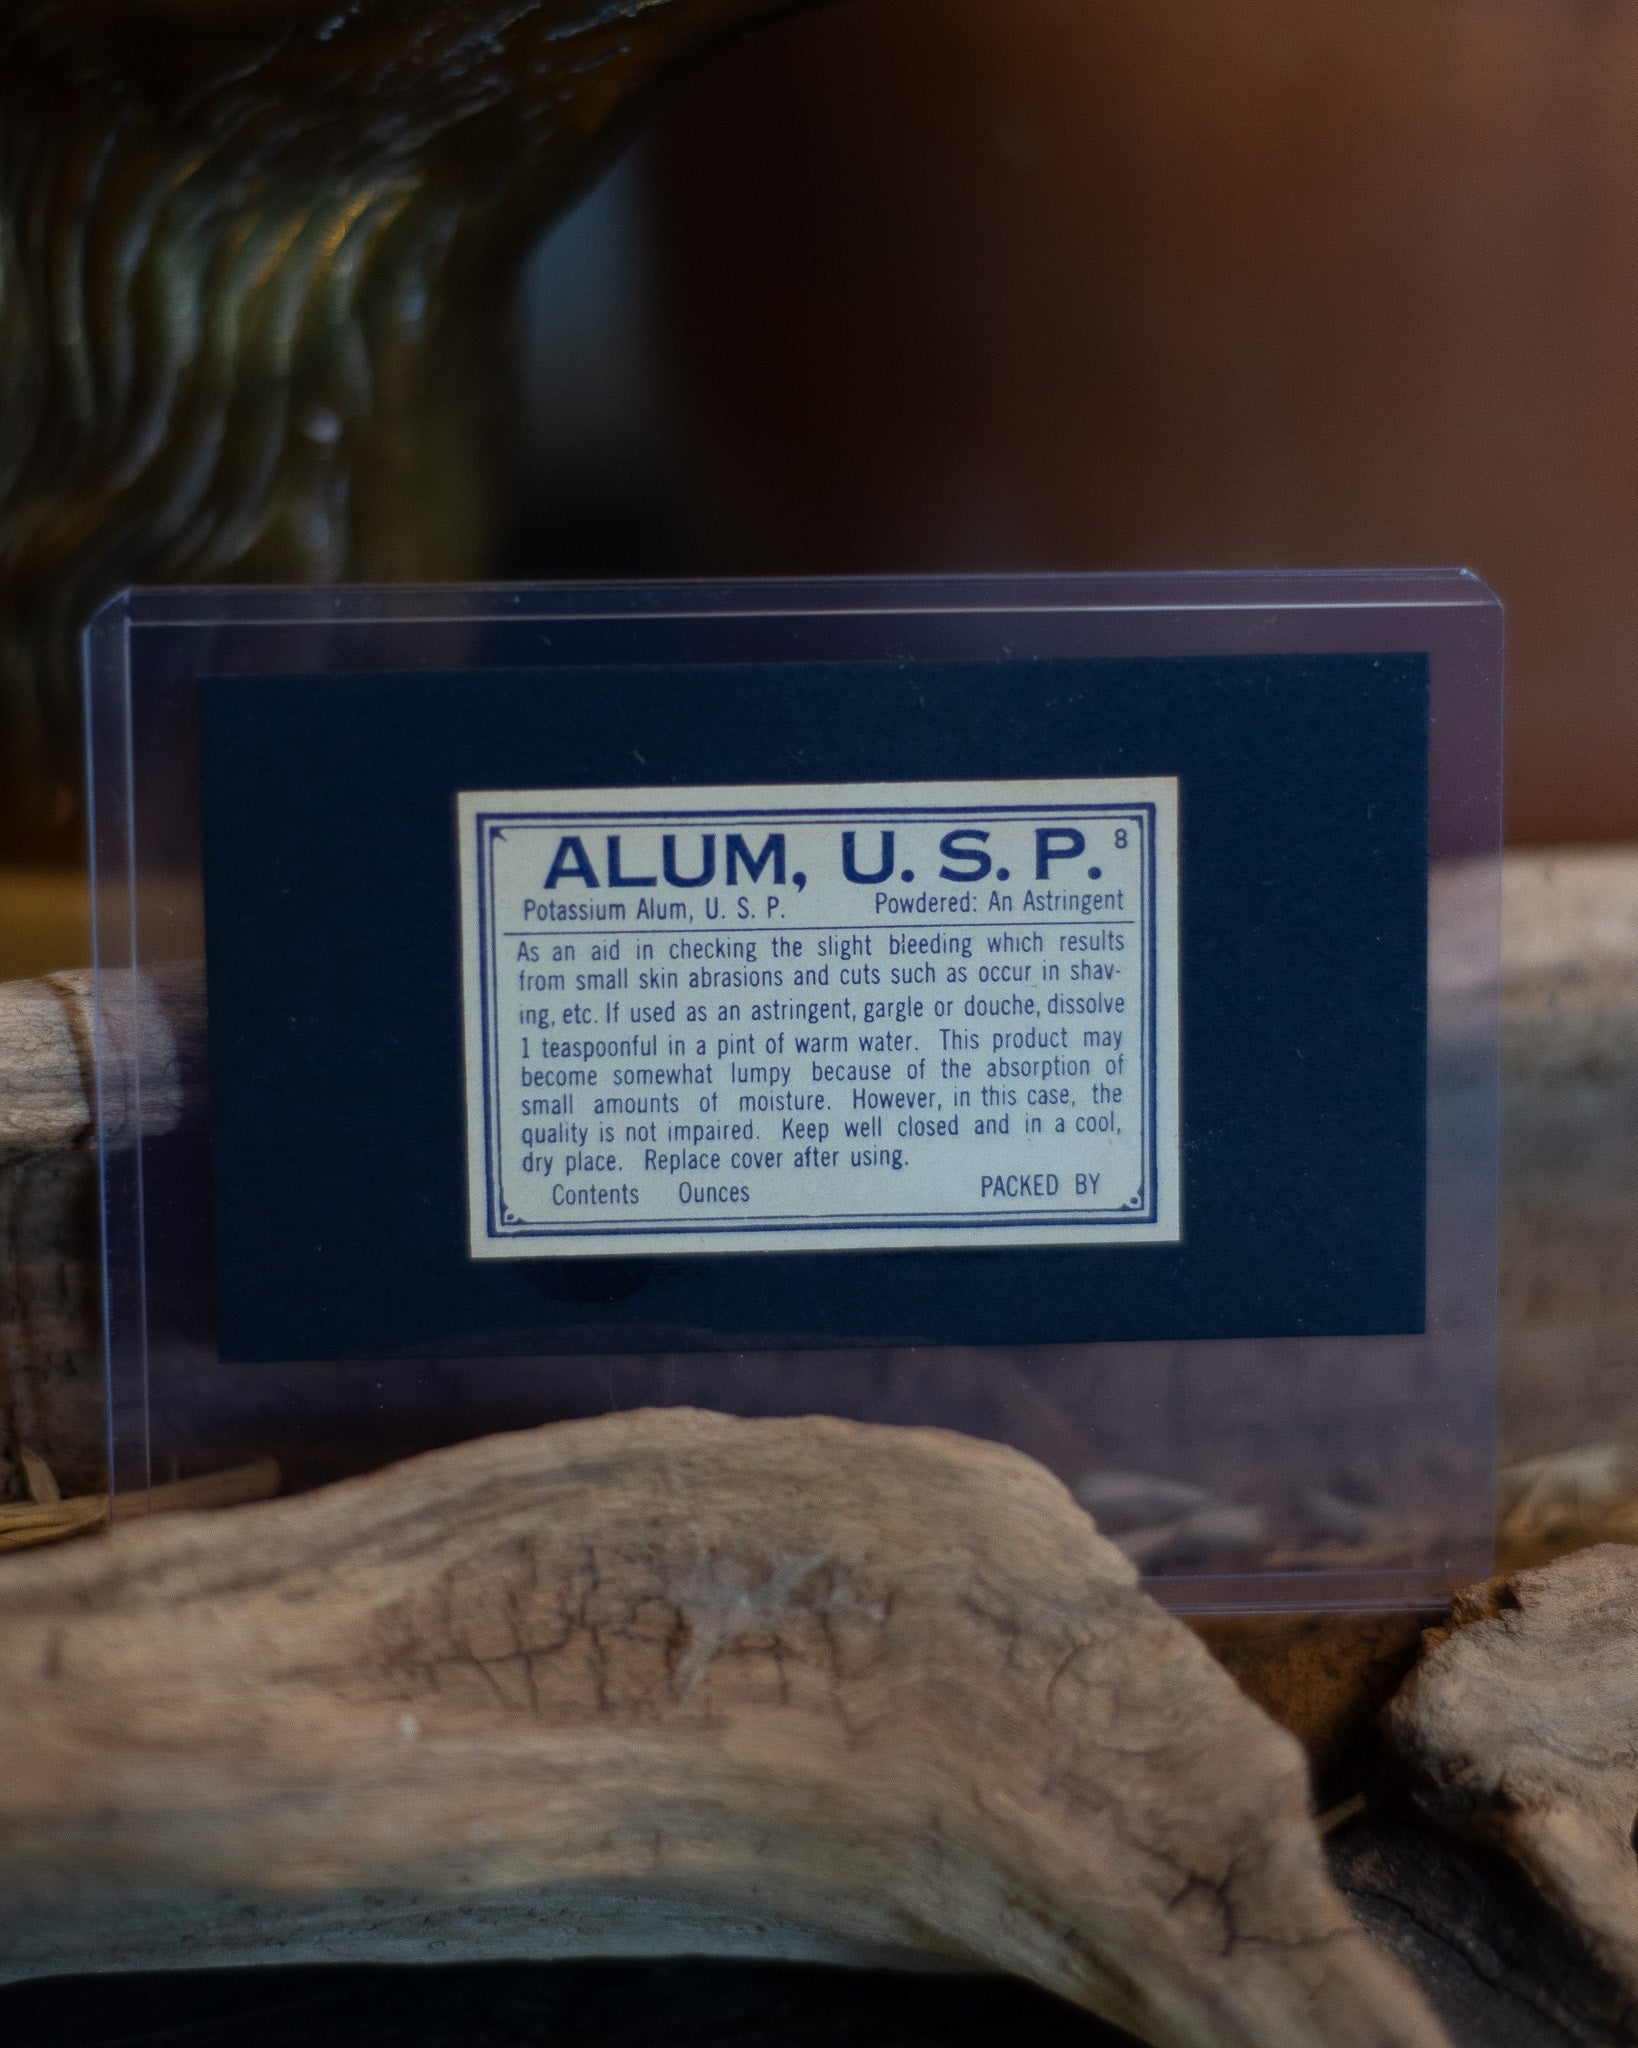 ALUM, U. S. P. 8
Potassium Alum, U. S. P. Powdered: An Astringent
As an aid in checking the slight bleeding which results
from small skin abrasions and cuts such as occur in shav-
ing, etc. If used as an astringent, gargle or douche, dissolve
1 teaspoonful in a pint of warm water. This product may
become somewhat lumpy because of the absorption of
small amounts of moisture. However, in this case, the
quality is not impaired. Keep well closed and in a cool,
dry place. Replace cover after using.
Contents Ounces PACKED BY